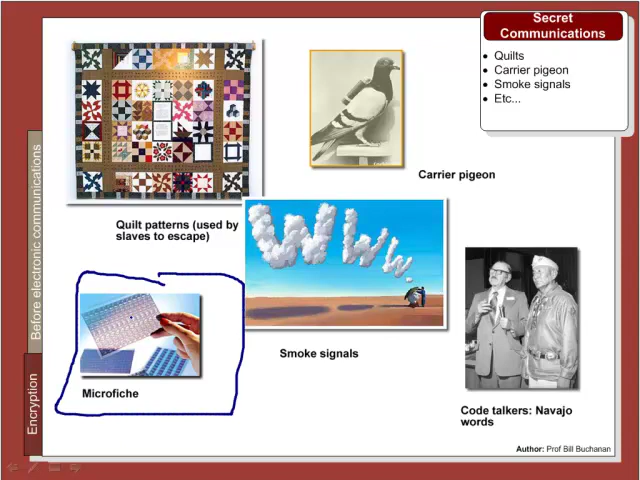 Secret
Communications
Quilts
Carrier pigeon
Smoke signals
Etc...
Carrier pigeon
Quilt patterns (used by
slaves to escape)
Www
Smoke signals
Microfiche
Code talkers: Navajo
words
Before electronic communications
Encryption
Author: Prof Bill Buchanan